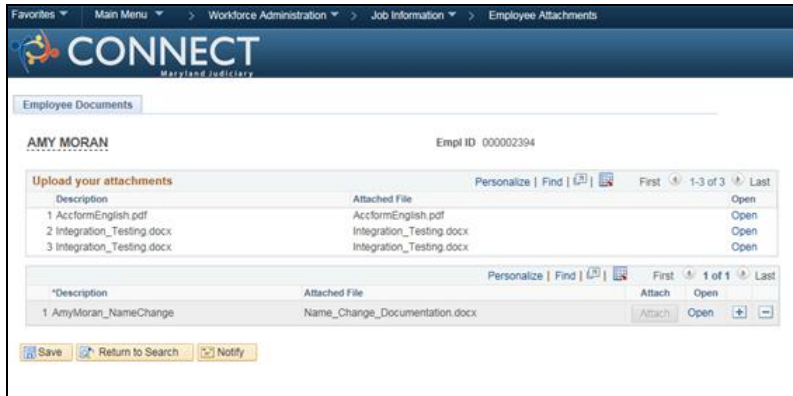 Favorites Main Menu > Workforce Administration > Job Information > Employee Attachments
CONNECT
Maryland Judiciary
Employee Documents
AMY MORAN Empl ID 000002394
Upload your attachments Personalize | Find | | First 1-3 of 3 Last
Description Attached File Open
1 AccformEnglish.pdf AccformEnglish.pdf Open
2 Integration_Testing.docx Integration_Testing.docx Open
3 Integration_Testing.docx Integration_Testing.docx Open
Personalize | Find | | First 1 of 1 Last
*Description Attached File Attach Open
1 AmyMoran_NameChange Name_Change_Documentation.docx Attach Open + -
Save Return to Search Notify